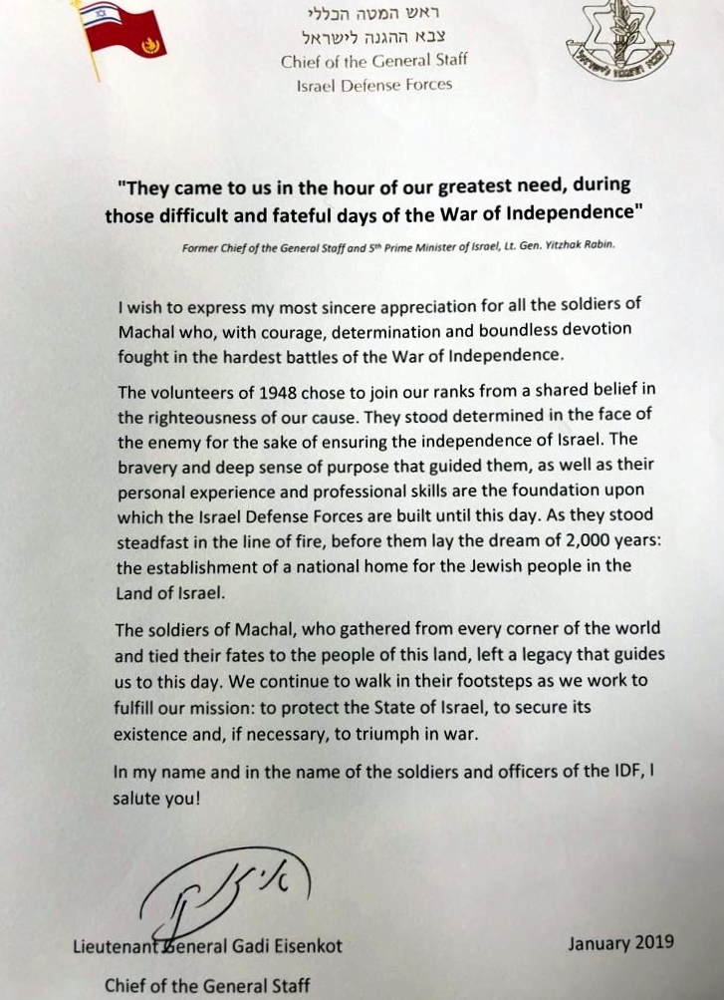 ראש המטה הכללי
צבא ההגנה לישראל
Chief of the General Staff
Israel Defense Forces
צבא ההגנה לישראל
"They came to us in the hour of our greatest need, during
those difficult and fateful days of the War of Independence"
Former Chief of the General Staff and 5th Prime Minister of Israel, Lt. Gen. Yitzhak Rabin.
I wish to express my most sincere appreciation for all the soldiers of
Machal who, with courage, determination and boundless devotion
fought in the hardest battles of the War of Independence.
The volunteers of 1948 chose to join our ranks from a shared belief in
the righteousness of our cause. They stood determined in the face of
the enemy for the sake of ensuring the independence of Israel. The
bravery and deep sense of purpose that guided them, as well as their
personal experience and professional skills are the foundation upon
which the Israel Defense Forces are built until this day. As they stood
steadfast in the line of fire, before them lay the dream of 2,000 years:
the establishment of a national home for the Jewish people in the
Land of Israel.
The soldiers of Machal, who gathered from every corner of the world
and tied their fates to the people of this land, left a legacy that guides
us to this day. We continue to walk in their footsteps as we work to
fulfill our mission: to protect the State of Israel, to secure its
existence and, if necessary, to triumph in war.
In my name and in the name of the soldiers and officers of the IDF, I
salute you!
Lieutenant General Gadi Eisenkot
January 2019
Chief of the General Staff